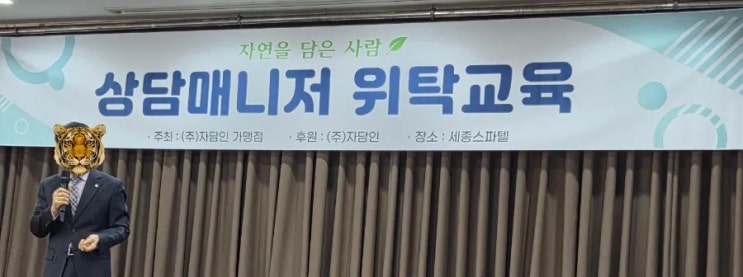 자연을 담은 사람
상담매니저 위탁교육
· 주최 : (주)자담인 가맹점 · 후원 : (주)자담인 · 장소 : 세종스파텔